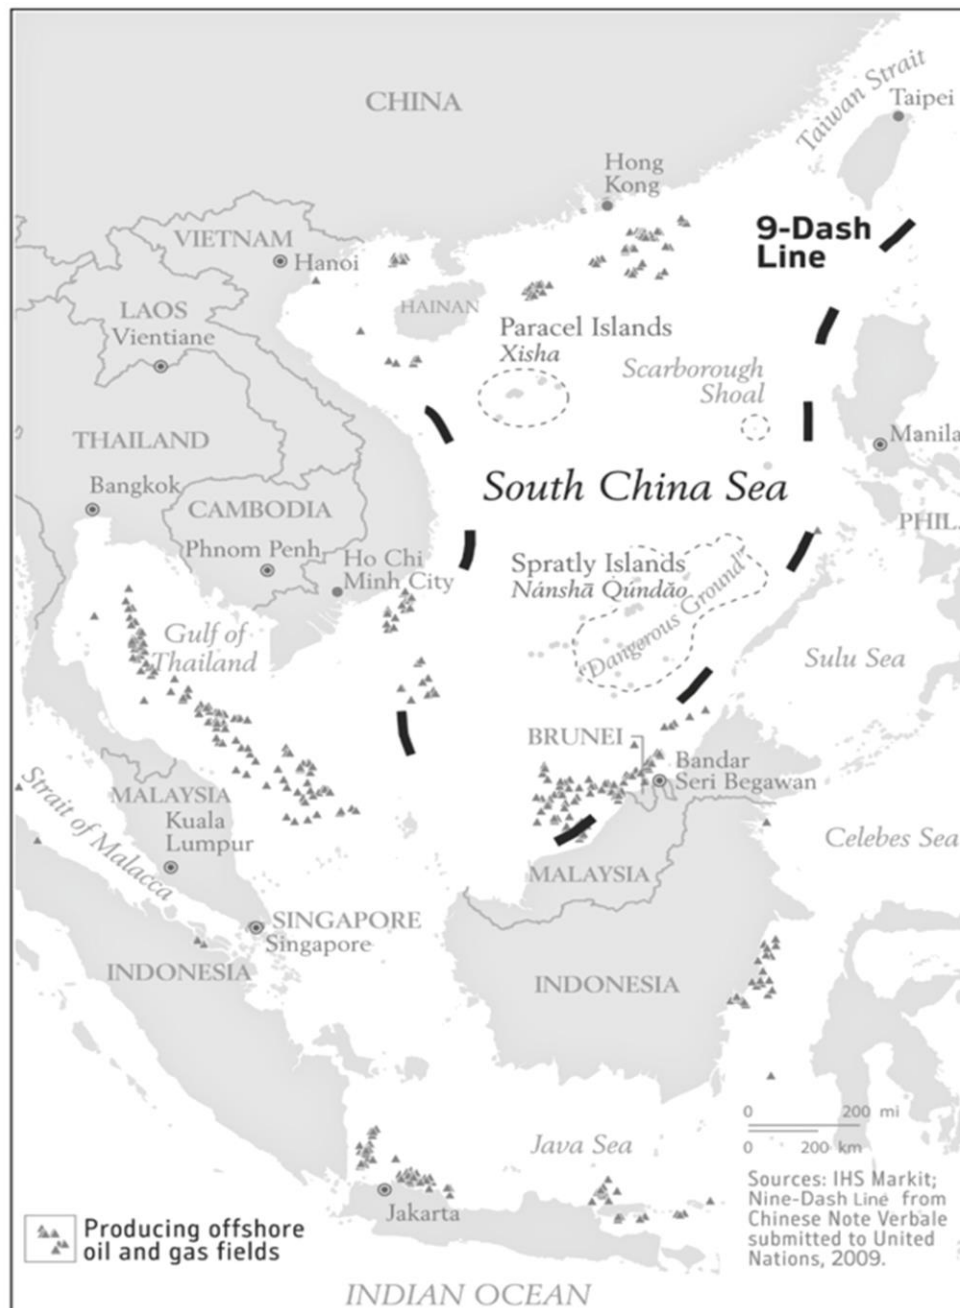 CHINA
Taiwan Strait
Taipei
Hong
Kong
9-Dash
Line
VIETNAM
Hanoi
HAINAN
LAOS
Vientiane
Paracel Islands
Xisha
Scarborough
Shoal
THAILAND
Manila
Bangkok
South China Sea
CAMBODIA
PHIL.
Phnom Penh
Ho Chi
Minh City
Spratly Islands
Nánshā Qúndǎo
"Dangerous Ground"
Gulf of
Thailand
Sulu Sea
BRUNEI
Bandar
Seri Begawan
Strait of Malacca
MALAYSIA
Kuala
Lumpur
Celebes Sea
MALAYSIA
SINGAPORE
Singapore
INDONESIA
INDONESIA
0 200 mi
0 200 km
Java Sea
Sources: IHS Markit;
Nine-Dash Line from
Chinese Note Verbale
submitted to United
Nations, 2009.
Jakarta
Producing offshore
oil and gas fields
INDIAN OCEAN